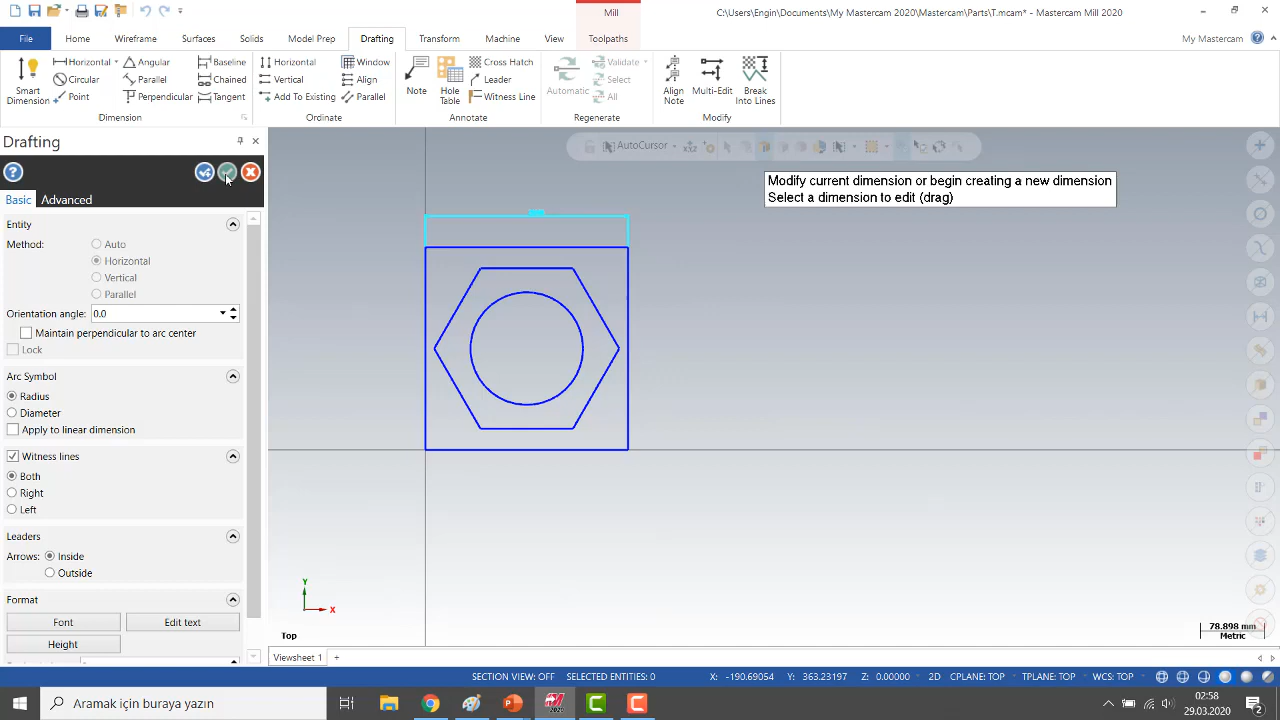 Mill
C:\Users\Engin\Documents\My Mastercam 2020\Mastercam\Parts\T.mcam* - Mastercam Mill 2020
File
Home
Wireframe
Surfaces
Solids
Model Prep
Drafting
Transform
Machine
View
Toolpaths
My Mastercam
Smart Dimension
Horizontal
Circular
Point
Angular
Parallel
Perpendicular
Baseline
Chained
Tangent
Dimension
Horizontal
Vertical
Add To Existing
Window
Align
Parallel
Ordinate
Note
Hole Table
Cross Hatch
Leader
Witness Line
Annotate
Automatic
Validate
Select
All
Regenerate
Align Note
Multi-Edit
Break Into Lines
Modify
Drafting
Basic
Advanced
Entity
Method:
Auto
Horizontal
Vertical
Parallel
Orientation angle:
0.0
Maintain perpendicular to arc center
Lock
Arc Symbol
Radius
Diameter
Apply to linear dimension
Witness lines
Both
Right
Left
Leaders
Arrows:
Inside
Outside
Format
Font
Edit text
Height
AutoCursor
Modify current dimension or begin creating a new dimension
Select a dimension to edit (drag)
Y
X
Top
78.898 mm
Metric
Viewsheet 1
+
SECTION VIEW: OFF
SELECTED ENTITIES: 0
X: -190.69054
Y: 363.23197
Z: 0.00000
2D
CPLANE: TOP
TPLANE: TOP
WCS: TOP
Aramak için buraya yazın
2020
02:58
29.03.2020
2